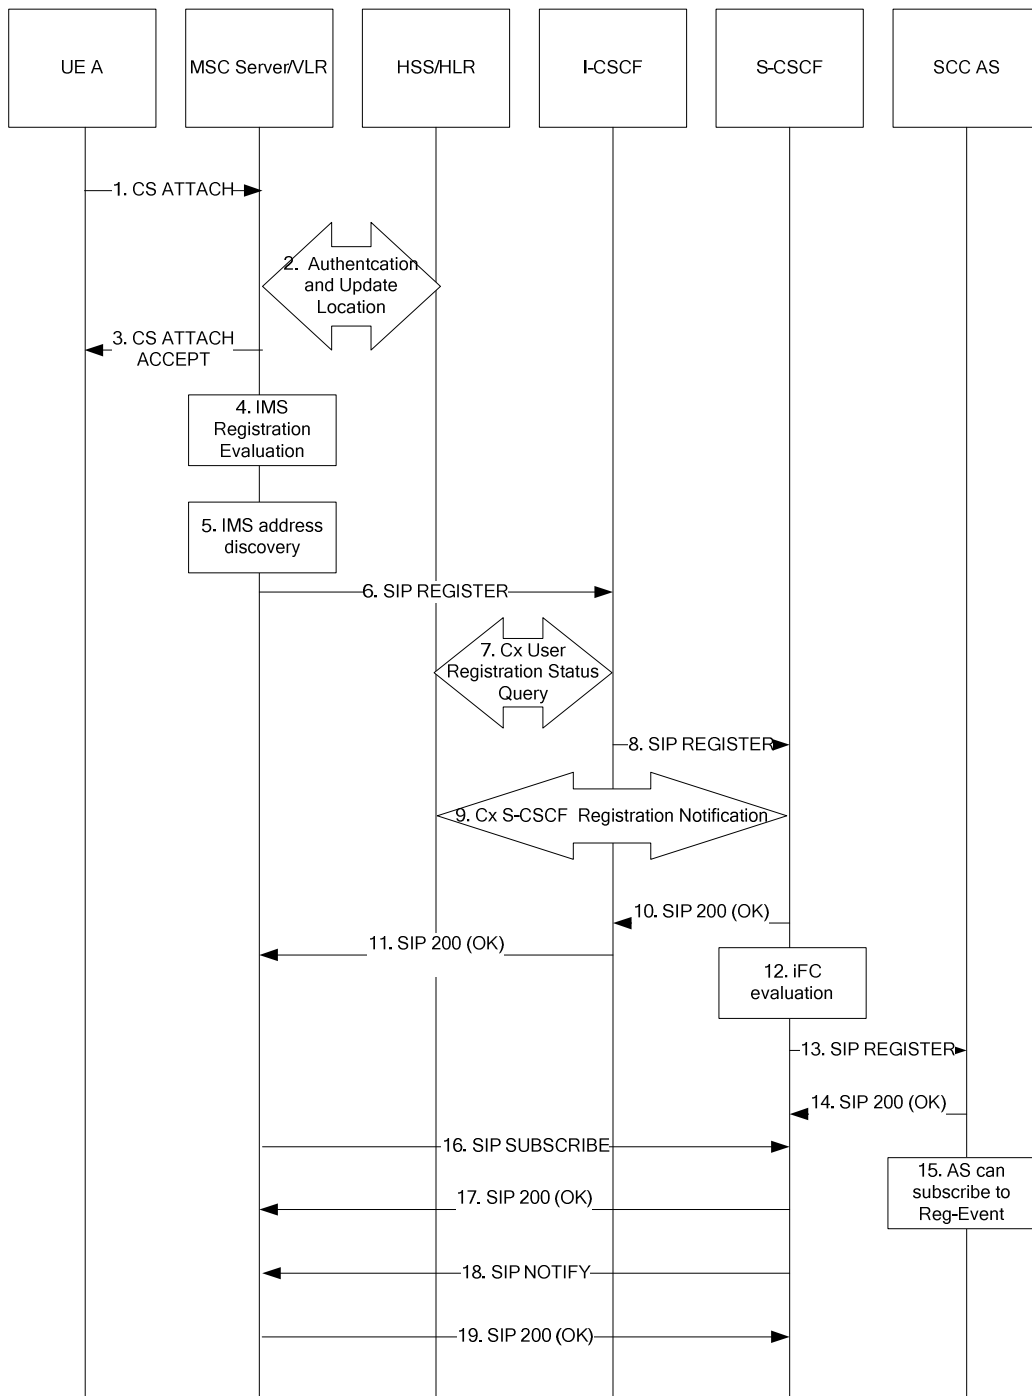 UE A
MSC Server/VLR
HSS/HLR
I-CSCF
S-CSCF
SCC AS
1. CS ATTACH
2. Authentcation
and Update
Location
3. CS ATTACH
ACCEPT
4. IMS
Registration
Evaluation
5. IMS address
discovery
6. SIP REGISTER
7. Cx User
Registration Status
Query
8. SIP REGISTER
9. Cx S-CSCF Registration Notification
10. SIP 200 (OK)
11. SIP 200 (OK)
12. iFC
evaluation
13. SIP REGISTER
14. SIP 200 (OK)
16. SIP SUBSCRIBE
15. AS can
subscribe to
Reg-Event
17. SIP 200 (OK)
18. SIP NOTIFY
19. SIP 200 (OK)